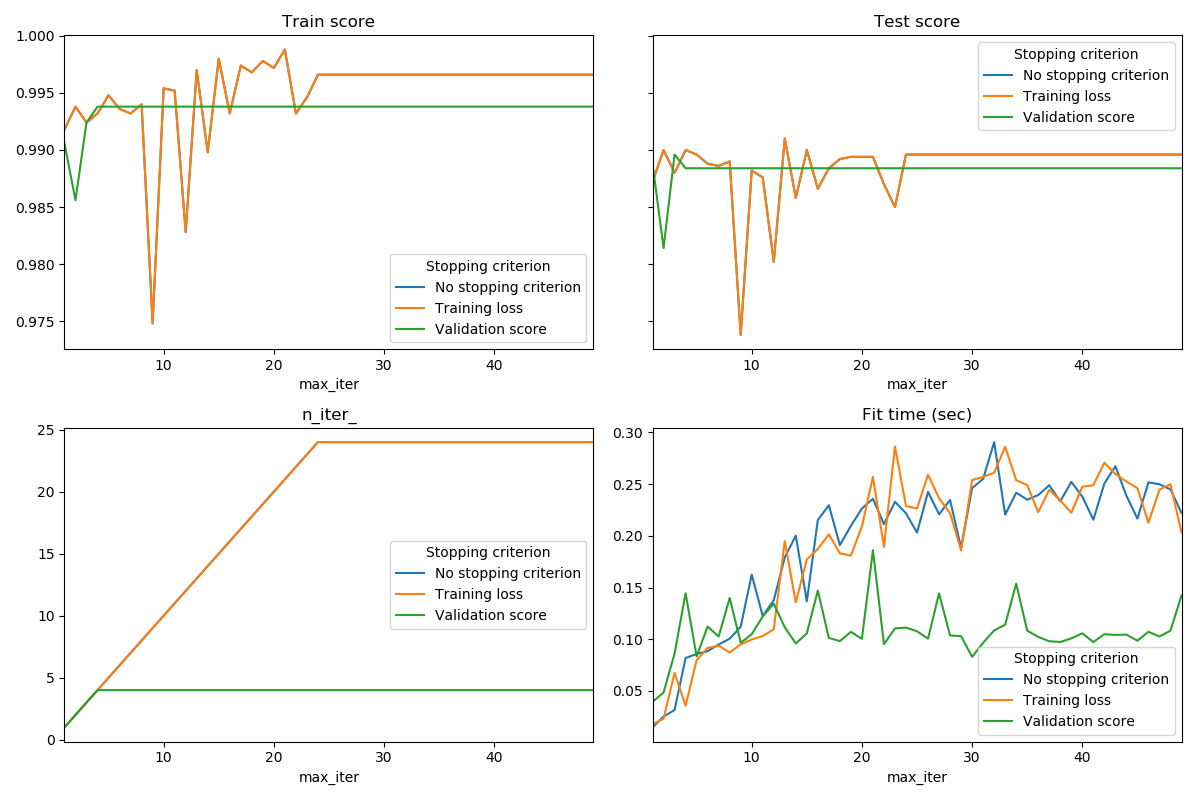 Train score
1.000
0.995
0.990
0.985
0.980
0.975
Stopping criterion
No stopping criterion
Training loss
Validation score
10
20
30
40
max_iter
Test score
Stopping criterion
No stopping criterion
Training loss
Validation score
10
20
30
40
max_iter
n_iter_
25
20
15
10
5
0
Stopping criterion
No stopping criterion
Training loss
Validation score
10
20
30
40
max_iter
Fit time (sec)
0.30
0.25
0.20
0.15
0.10
0.05
Stopping criterion
No stopping criterion
Training loss
Validation score
10
20
30
40
max_iter